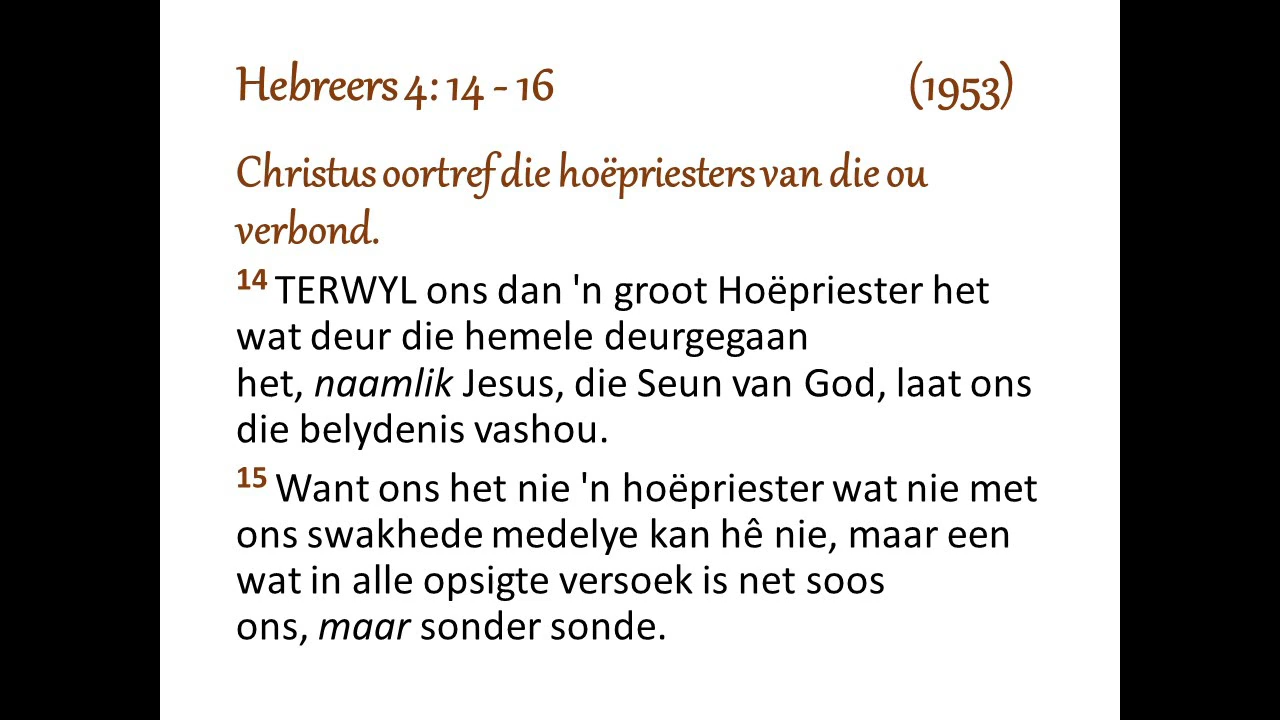 Hebreers 4: 14 - 16 (1953)
Christus oortref die hoëpriesters van die ou
verbond.
14 TERWYL ons dan 'n groot Hoëpriester het
wat deur die hemele deurgegaan
het, naamlik Jesus, die Seun van God, laat ons
die belydenis vashou.
15 Want ons het nie 'n hoëpriester wat nie met
ons swakhede medelye kan hê nie, maar een
wat in alle opsigte versoek is net soos
ons, maar sonder sonde.